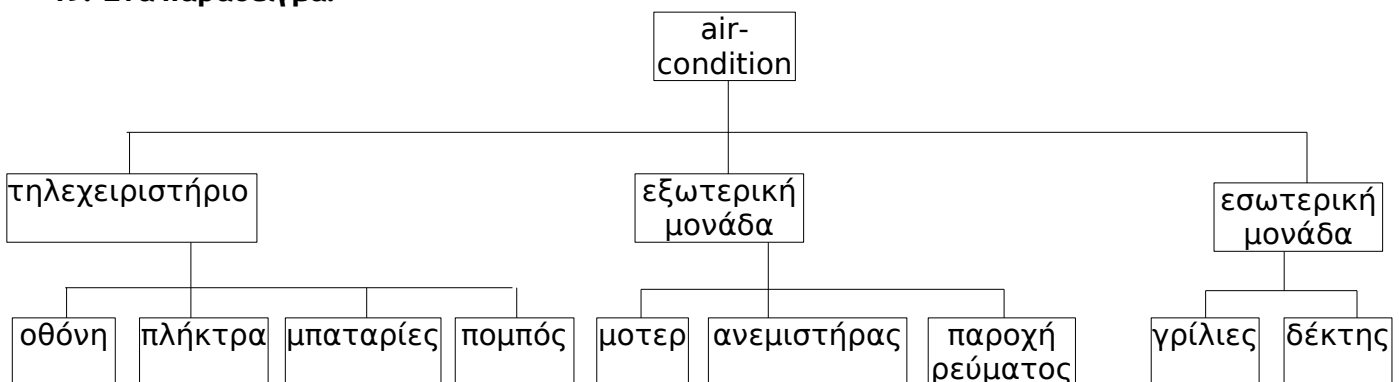 air-
condition
τηλεχειριστήριο
εξωτερική
μονάδα
εσωτερική
μονάδα
οθόνη
πλήκτρα
μπαταρίες
πομπός
μοτερ
ανεμιστήρας
παροχή
ρεύματος
γρίλιες
δέκτης